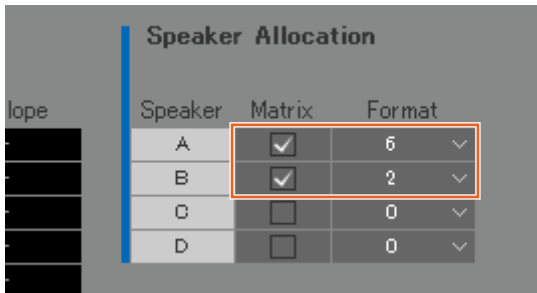 Speaker Allocation
lope Speaker Matrix Format
- A 6
- B 2
- C 0
- D 0
-